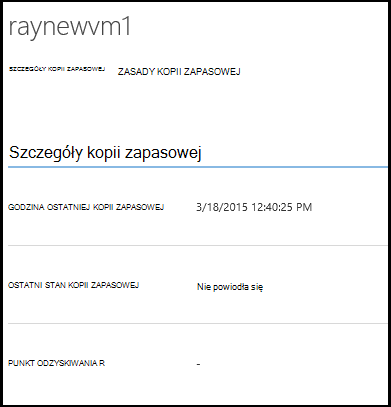 raynewvm1
SZCZEGÓŁY KOPII ZAPASOWEJ ZASADY KOPII ZAPASOWEJ
Szczegóły kopii zapasowej
GODZINA OSTATNIEJ KOPII ZAPASOWEJ 3/18/2015 12:40:25 PM
OSTATNI STAN KOPII ZAPASOWEJ Nie powiodła się
PUNKT ODZYSKIWANIA R -